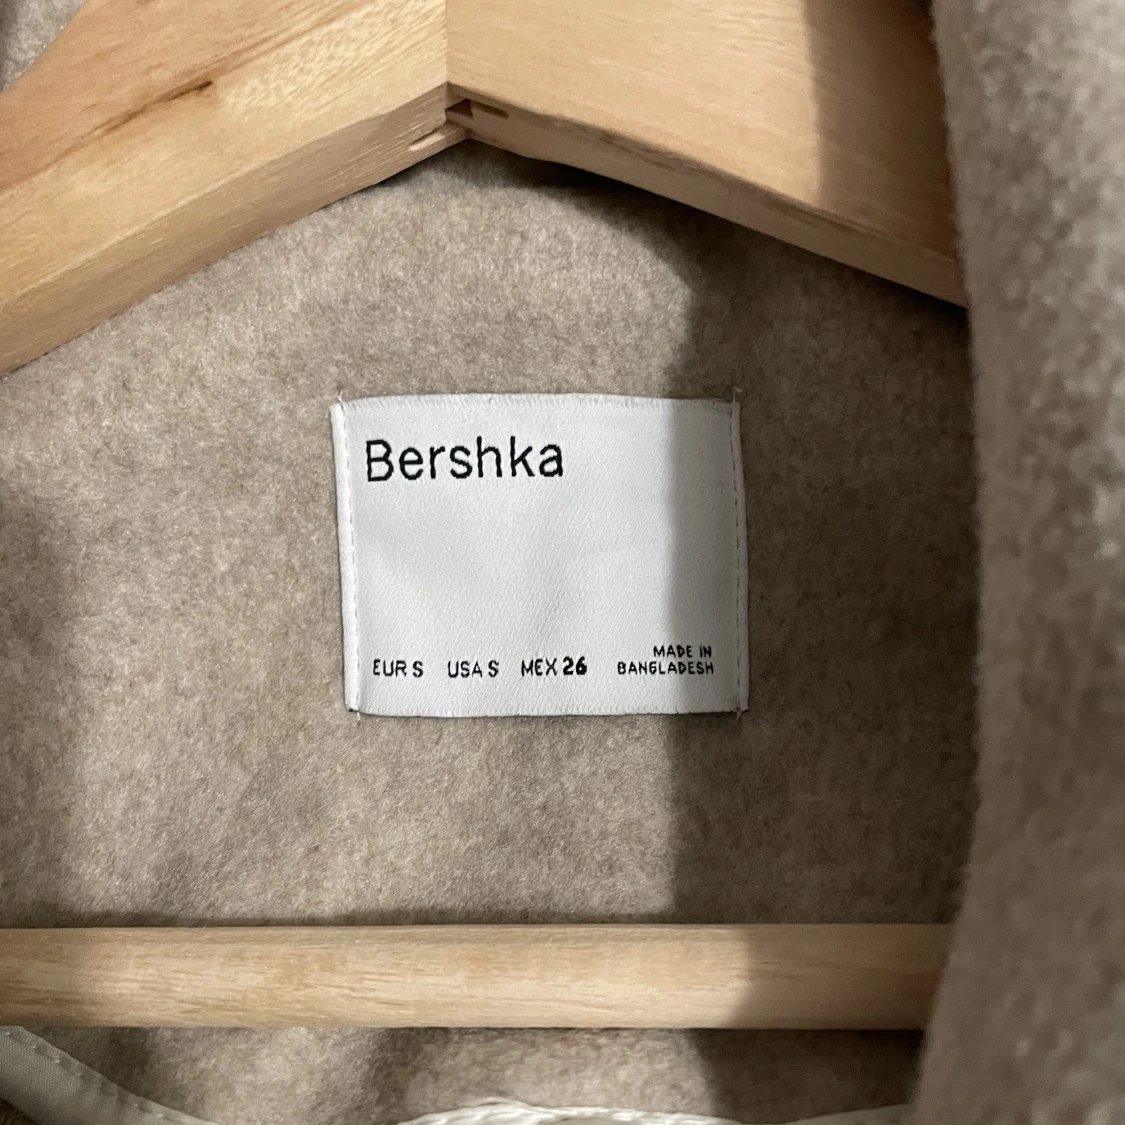 Bershka
EUR S USA S MEX 26
MADE IN
BANGLADESH